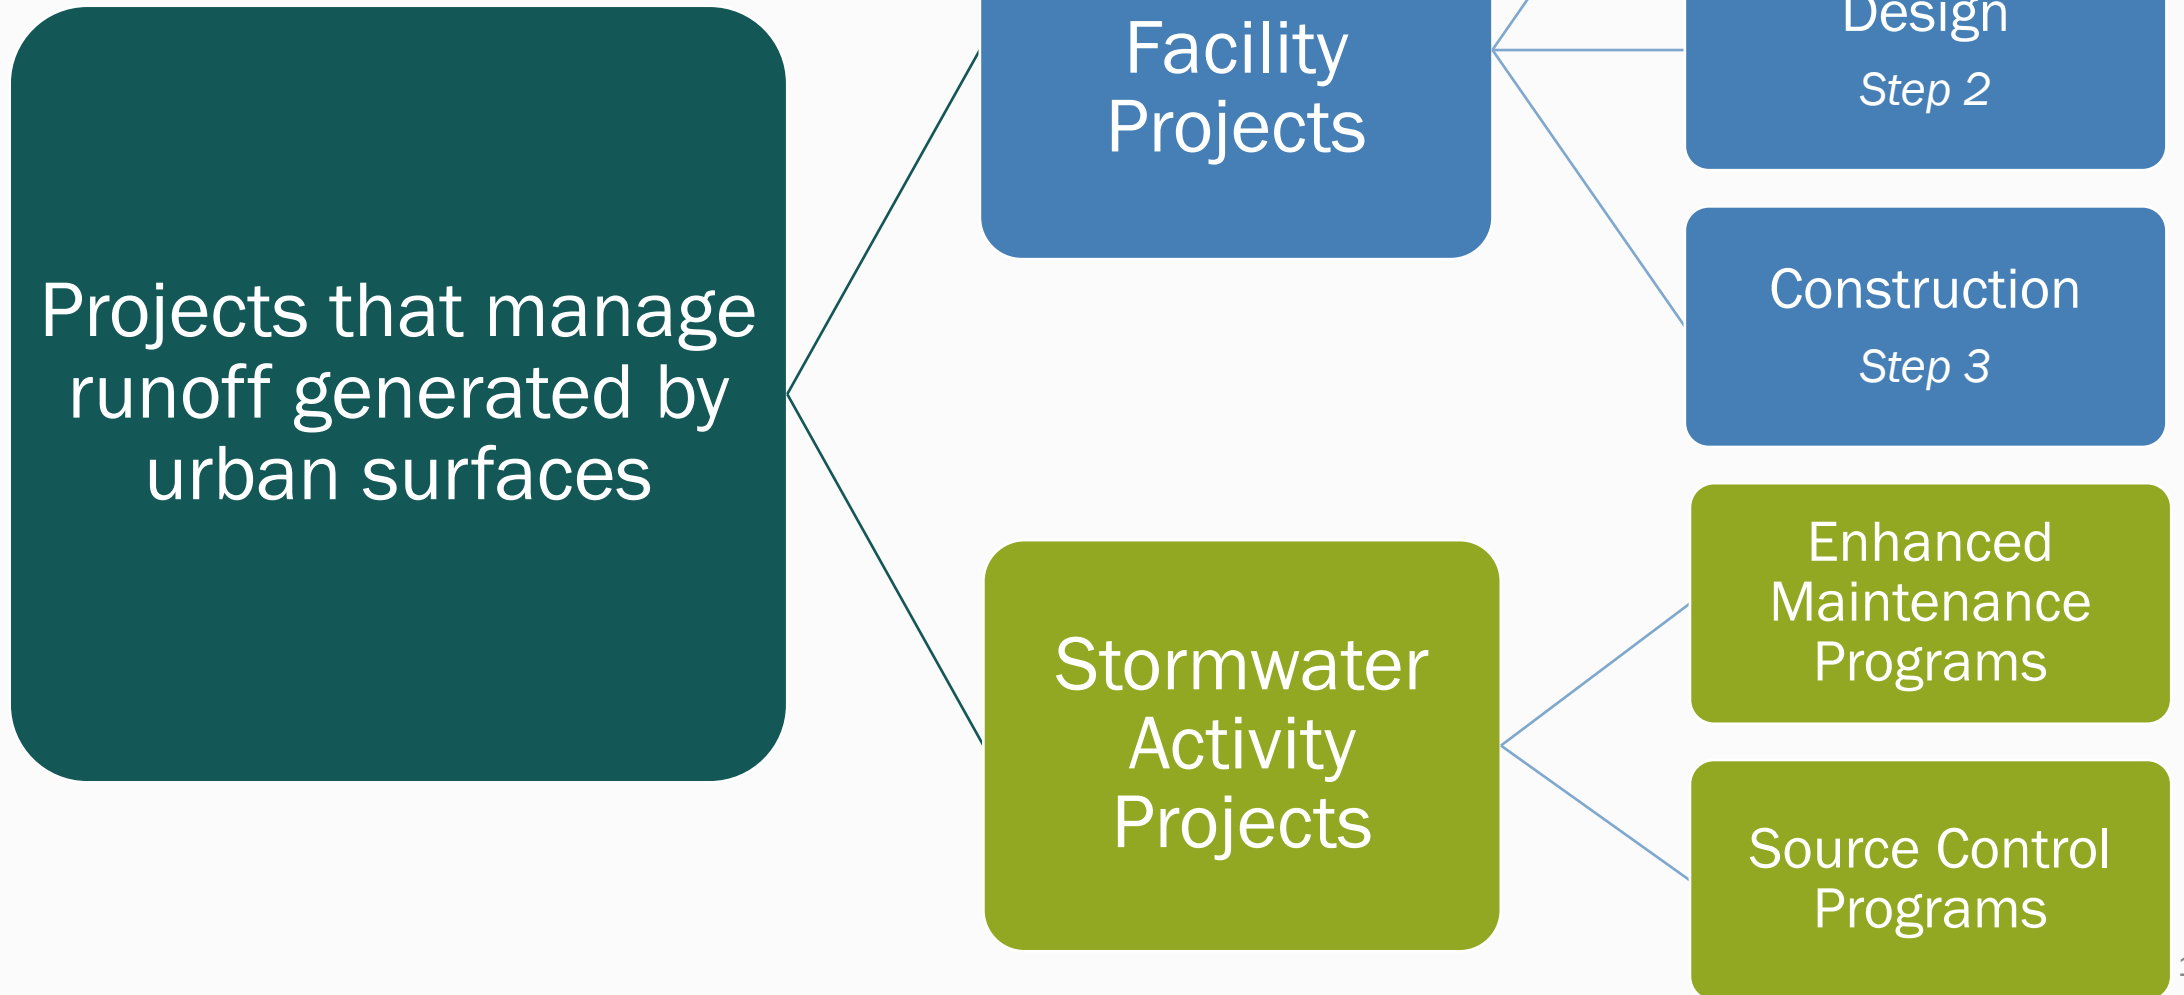 Projects that manage
runoff generated by
urban surfaces
Facility
Projects
Design
Step 2
Construction
Step 3
Stormwater
Activity
Projects
Enhanced
Maintenance
Programs
Source Control
Programs